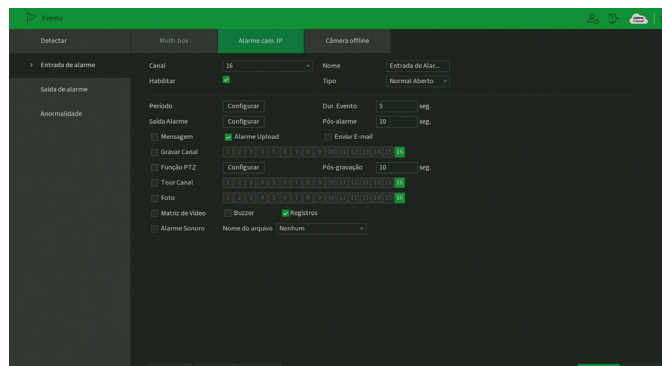 Evento
Detectar
Multi-box
Alarme cam. IP
Câmera offline
Entrada de alarme
Saída de alarme
Anormalidade
Canal 16 Nome Entrada de Alar...
Habilitar Tipo Normal Aberto
Período Configurar Dur. Evento 5 seg.
Saída Alarme Configurar Pós-alarme 10 seg.
Mensagem Alarme Upload Enviar E-mail
Gravar Canal 1 2 3 4 5 6 7 8 9 10 11 12 13 14 15 16
Função PTZ Configurar Pós-gravação 10 seg.
Tour Canal 1 2 3 4 5 6 7 8 9 10 11 12 13 14 15 16
Foto 1 2 3 4 5 6 7 8 9 10 11 12 13 14 15 16
Matriz de Vídeo Buzzer Registros
Alarme Sonoro Nome do arquivo Nenhum